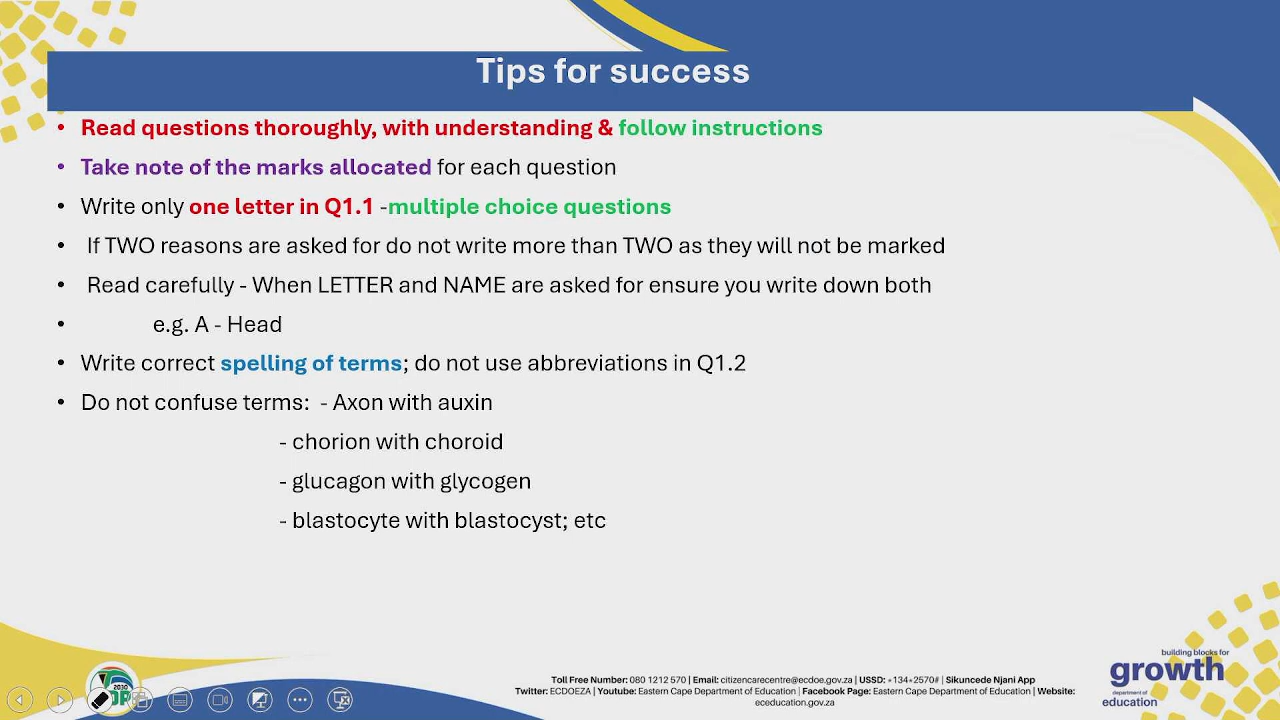 Tips for success
• Read questions thoroughly, with understanding & follow instructions
• Take note of the marks allocated for each question
• Write only one letter in Q1.1 -multiple choice questions
• If TWO reasons are asked for do not write more than TWO as they will not be marked
• Read carefully - When LETTER and NAME are asked for ensure you write down both
• e.g. A - Head
• Write correct spelling of terms; do not use abbreviations in Q1.2
• Do not confuse terms: - Axon with auxin
- chorion with choroid
- glucagon with glycogen
- blastocyte with blastocyst; etc
building blocks for
growth
department of
education
Toll Free Number: 080 1212 570 | Email: citizencarecentre@ecdoe.gov.za | USSD: *134*2570# | Sikuncede Njani App
Twitter: ECDOEZA | Youtube: Eastern Cape Department of Education | Facebook Page: Eastern Cape Department of Education | Website:
eceducation.gov.za
2030